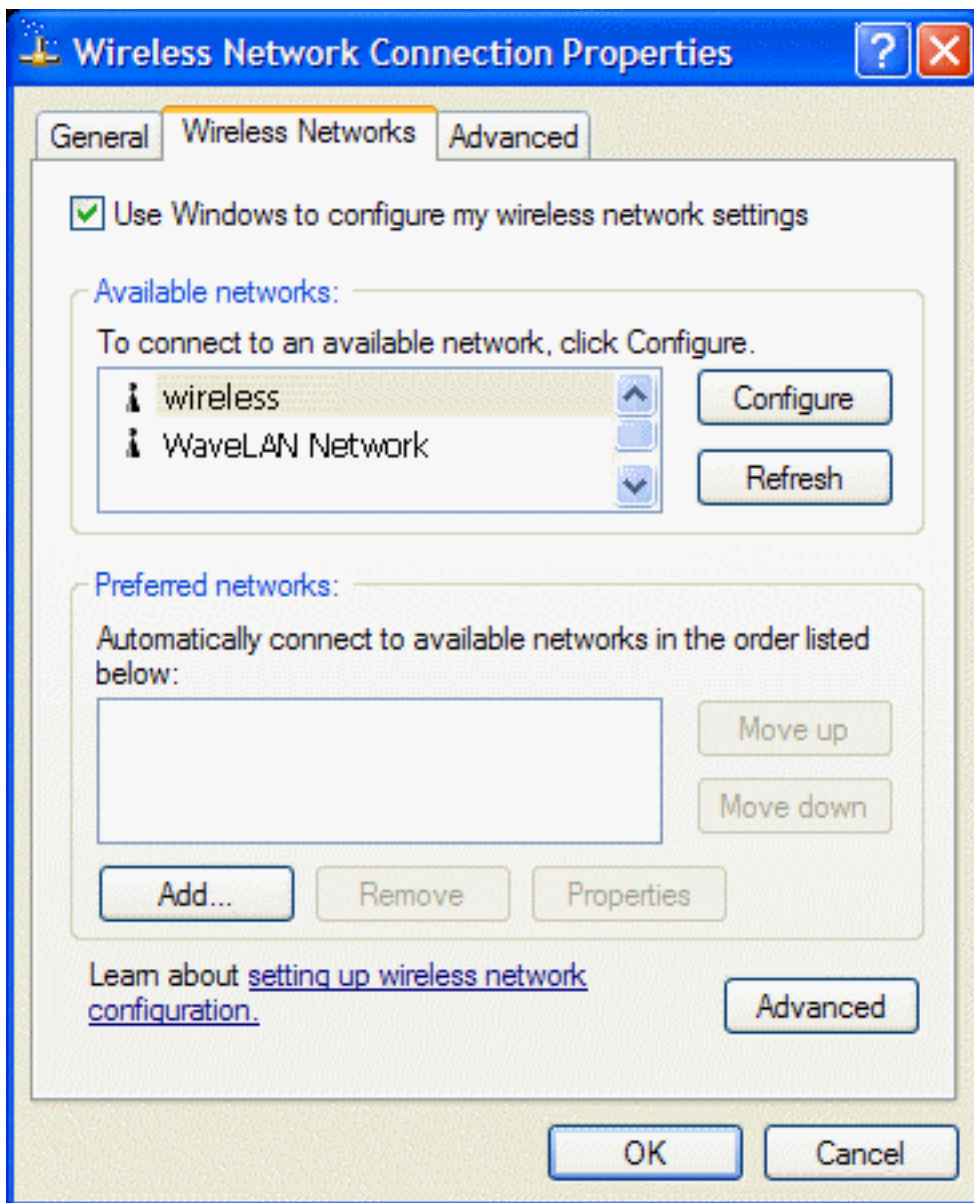 Wireless Network Connection Properties
General
Wireless Networks
Advanced
Use Windows to configure my wireless network settings
Available networks:
To connect to an available network, click Configure.
wireless
WaveLAN Network
Configure
Refresh
Preferred networks:
Automatically connect to available networks in the order listed
below:
Move up
Move down
Add...
Remove
Properties
Learn about setting up wireless network
configuration.
Advanced
OK
Cancel